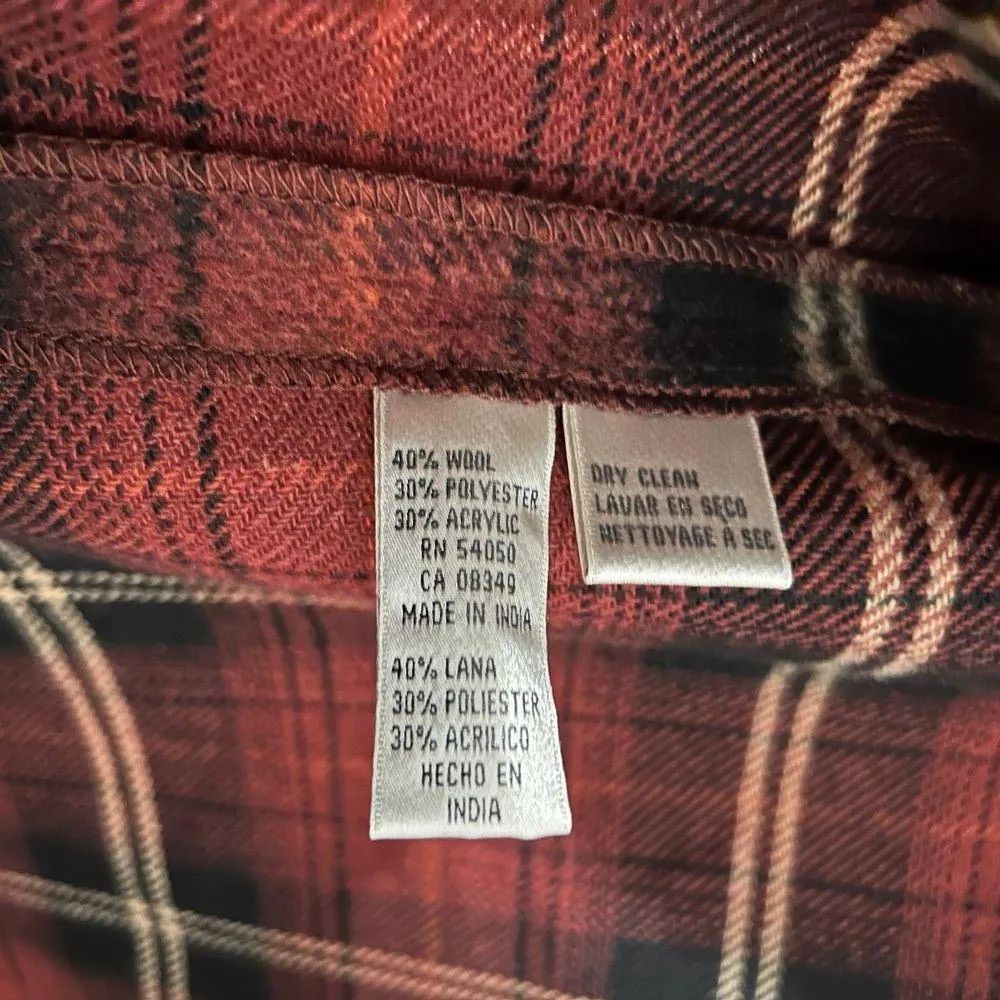 40% WOOL
30% POLYESTER
30% ACRYLIC
RN 54050
CA 08349
MADE IN INDIA
40% LANA
30% POLIESTER
30% ACRILICO
HECHO EN
INDIA
DRY CLEAN
LAVAR EN SECO
NETTOYAGE À SEC